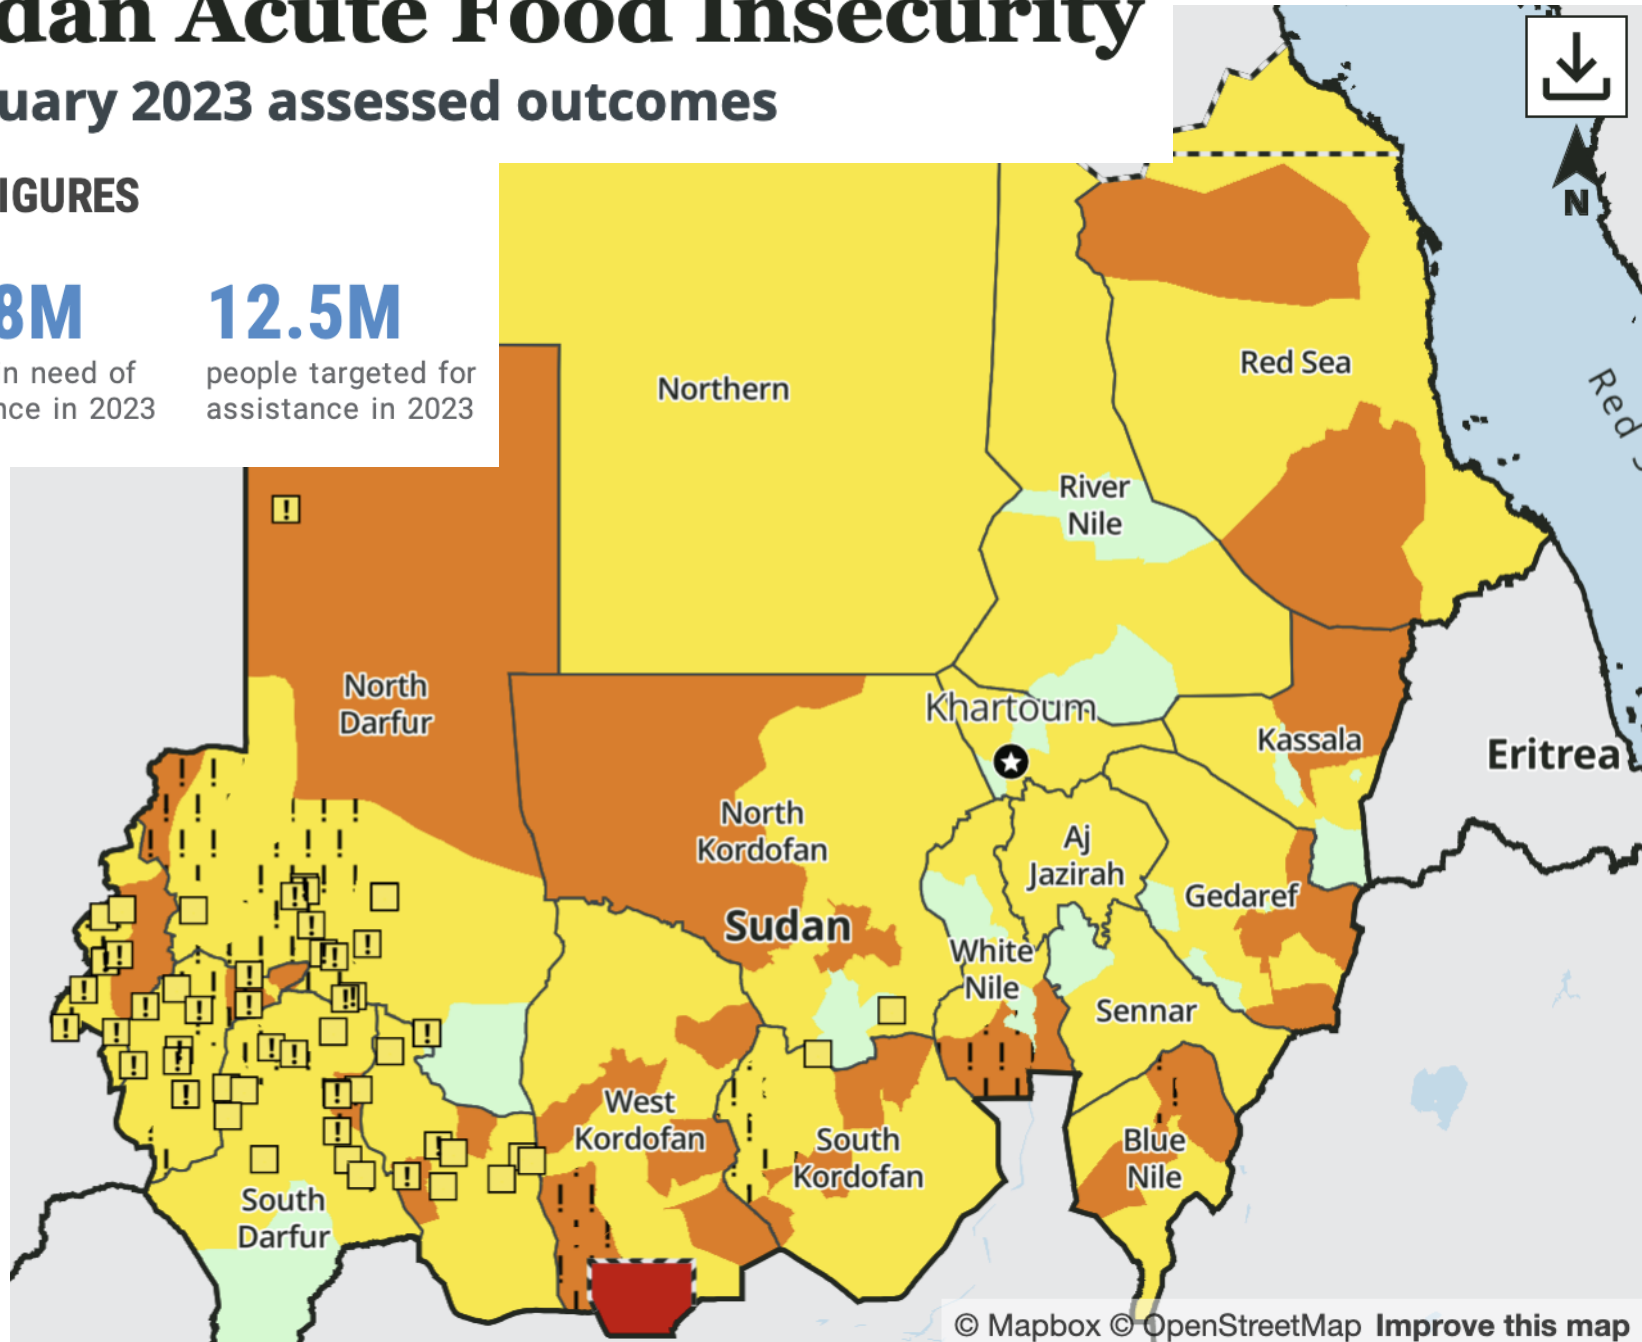 dan Acute Food Insecurity
uary 2023 assessed outcomes
IGURES
8M
n need of
nce in 2023
12.5M
people targeted for
assistance in 2023
N
Red
Northern
Red Sea
River
Nile
North
Darfur
Khartoum
Kassala
Eritrea
North
Kordofan
Aj
Jazirah
Gedaref
Sudan
White
Nile
Sennar
West
Kordofan
South
Kordofan
Blue
Nile
South
Darfur
© Mapbox © OpenStreetMap Improve this map